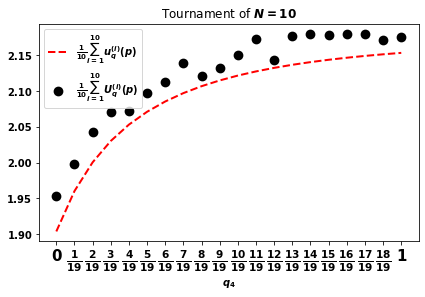 Tournament of N = 10
1/10 ∑_{i=1}^{10} u_q^{(i)}(p)
1/10 ∑_{i=1}^{10} U_q^{(i)}(p)
2.15
2.10
2.05
2.00
1.95
1.90
0 1/19 2/19 3/19 4/19 5/19 6/19 7/19 8/19 9/19 10/19 11/19 12/19 13/19 14/19 15/19 16/19 17/19 18/19 1
q₄